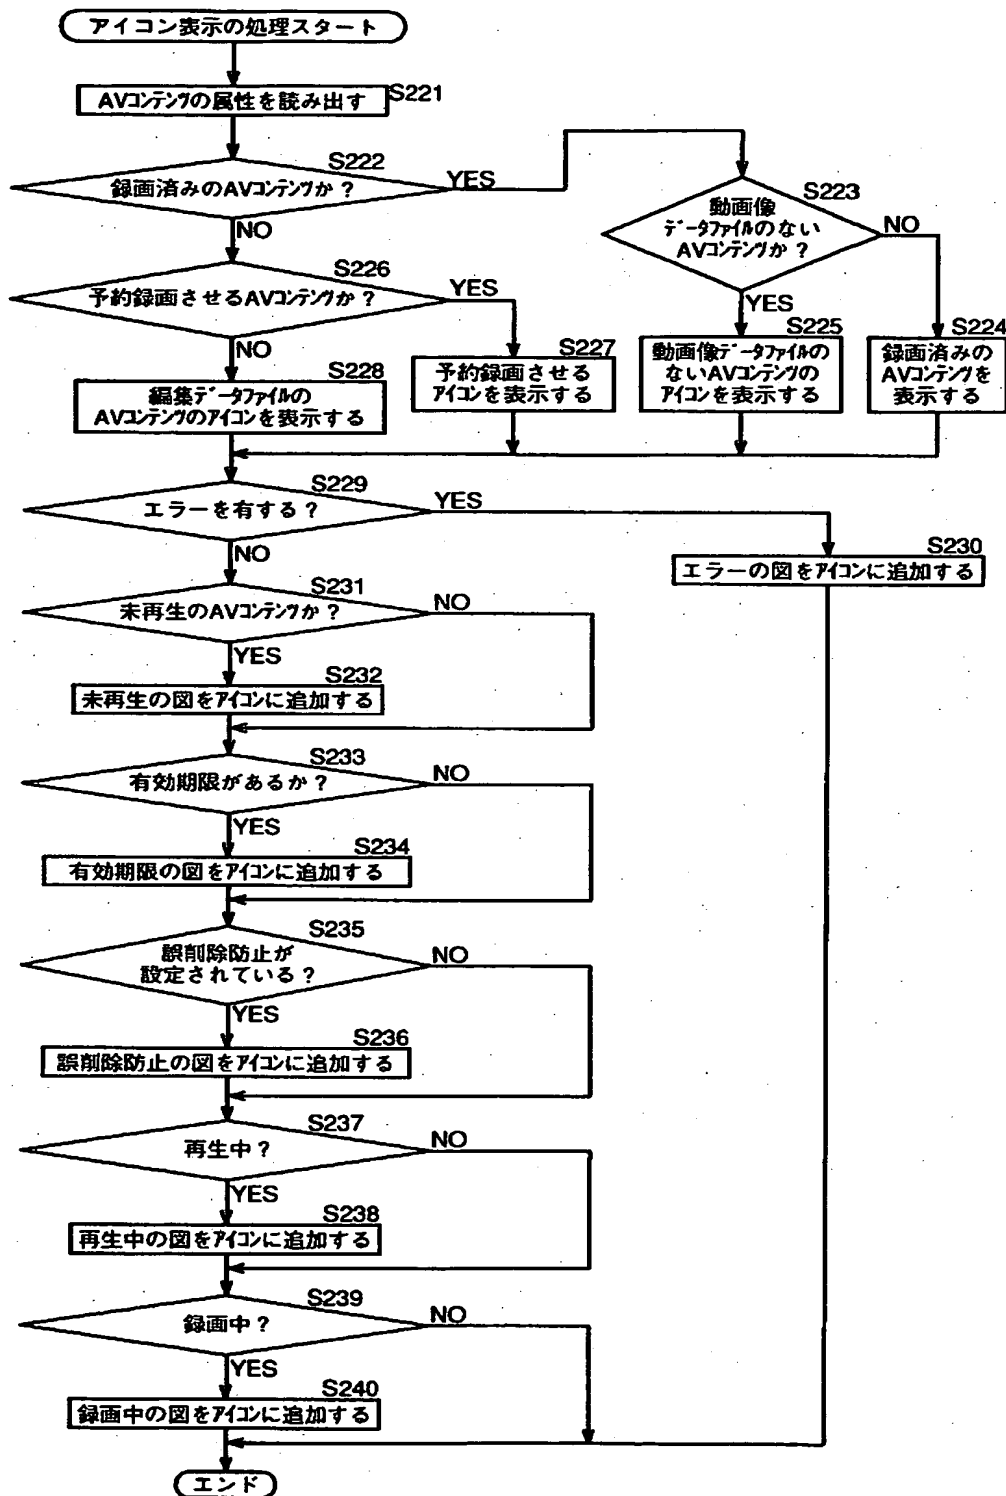 アイコン表示の処理スタート
S221
AVコンテンツの属性を読み出す
S222
録画済みのAVコンテンツか?
YES
NO
S223
動画像
データファイルのない
AVコンテンツか?
NO
YES
S226
予約録画させるAVコンテンツか?
YES
NO
S227
予約録画させる
アイコンを表示する
S225
動画像データファイルの
ないAVコンテンツの
アイコンを表示する
S224
録画済みの
AVコンテンツを
表示する
S228
編集データファイルの
AVコンテンツのアイコンを表示する
S229
エラーを有する?
YES
NO
S230
エラーの図をアイコンに追加する
S231
未再生のAVコンテンツか?
NO
YES
S232
未再生の図をアイコンに追加する
S233
有効期限があるか?
NO
YES
S234
有効期限の図をアイコンに追加する
S235
誤削除防止が
設定されている?
NO
YES
S236
誤削除防止の図をアイコンに追加する
S237
再生中?
NO
YES
S238
再生中の図をアイコンに追加する
S239
録画中?
NO
YES
S240
録画中の図をアイコンに追加する
エンド